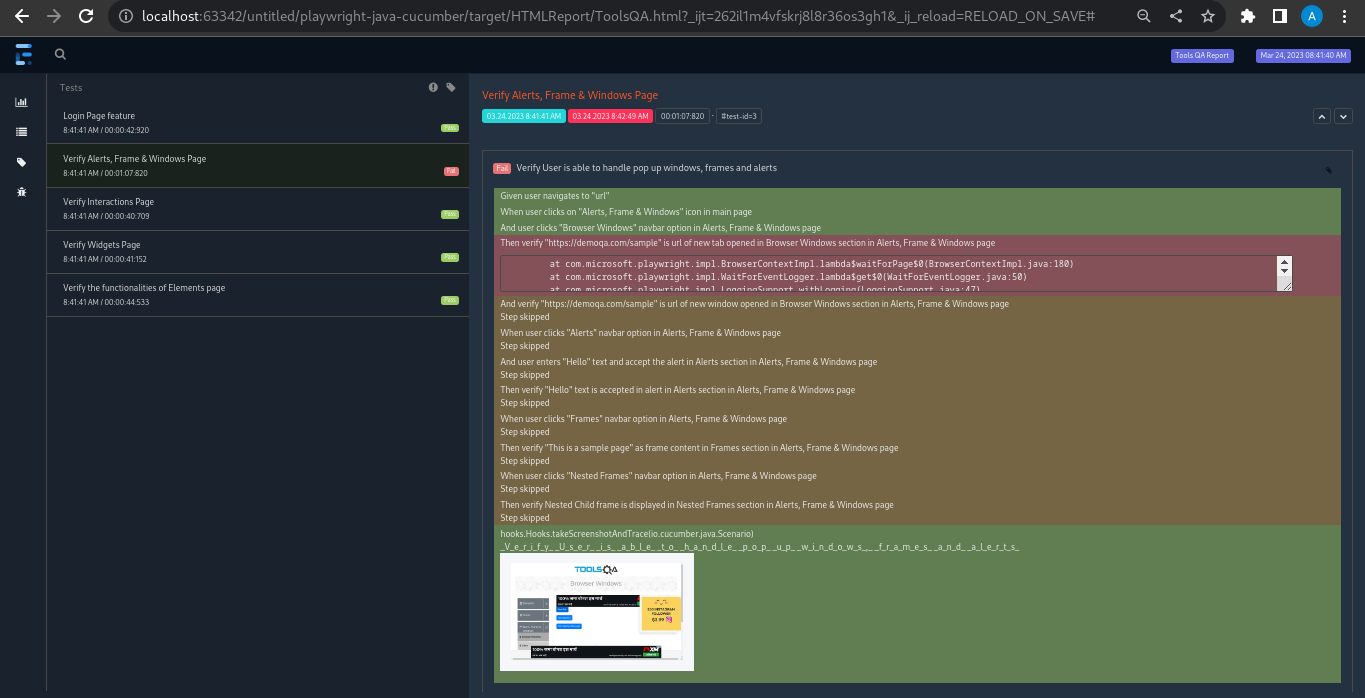 localhost:63342/untitled/playwright-java-cucumber/target/HTMLReport/ToolsQA.html?_ijt=262il1m4vfskrj8l8r36os3gh1&_ij_reload=RELOAD_ON_SAVE#
A
Tools QA Report
Mar 24, 2023 08:41:40 AM
Tests
Login Page feature
8:41:41 AM / 00:00:42:920
Pass
Verify Alerts, Frame & Windows Page
8:41:41 AM / 00:01:07:820
Fail
Verify Interactions Page
8:41:41 AM / 00:00:40:709
Pass
Verify Widgets Page
8:41:41 AM / 00:00:41:152
Pass
Verify the functionalities of Elements page
8:41:41 AM / 00:00:44:533
Pass
Verify Alerts, Frame & Windows Page
03.24.2023 8:41:41 AM 03.24.2023 8:42:49 AM 00:01:07:820 · #test-id=3
Fail Verify User is able to handle pop up windows, frames and alerts
Given user navigates to "url"
When user clicks on "Alerts, Frame & Windows" icon in main page
And user clicks "Browser Windows" navbar option in Alerts, Frame & Windows page
Then verify "https://demoqa.com/sample" is url of new tab opened in Browser Windows section in Alerts, Frame & Windows page
at com.microsoft.playwright.impl.BrowserContextImpl.lambda$waitForPage$0(BrowserContextImpl.java:180)
at com.microsoft.playwright.impl.WaitForEventLogger.lambda$get$0(WaitForEventLogger.java:50)
at com.microsoft.playwright.impl.LoggingSupport.withLogging(LoggingSupport.java:47)
And verify "https://demoqa.com/sample" is url of new window opened in Browser Windows section in Alerts, Frame & Windows page
Step skipped
When user clicks "Alerts" navbar option in Alerts, Frame & Windows page
Step skipped
And user enters "Hello" text and accept the alert in Alerts section in Alerts, Frame & Windows page
Step skipped
Then verify "Hello" text is accepted in alert in Alerts section in Alerts, Frame & Windows page
Step skipped
When user clicks "Frames" navbar option in Alerts, Frame & Windows page
Step skipped
Then verify "This is a sample page" as frame content in Frames section in Alerts, Frame & Windows page
Step skipped
When user clicks "Nested Frames" navbar option in Alerts, Frame & Windows page
Step skipped
Then verify Nested Child frame is displayed in Nested Frames section in Alerts, Frame & Windows page
Step skipped
hooks.Hooks.takeScreenshotAndTrace(io.cucumber.java.Scenario)
_V_e_r_i_f_y_ _U_s_e_r_ _i_s_ _a_b_l_e_ _t_o_ _h_a_n_d_l_e_ _p_o_p_ _u_p_ _w_i_n_d_o_w_s_,_ _f_r_a_m_e_s_ _a_n_d_ _a_l_e_r_t_s_
TOOLSQA
Browser Windows
INSTAGRAM
FOLLOWER